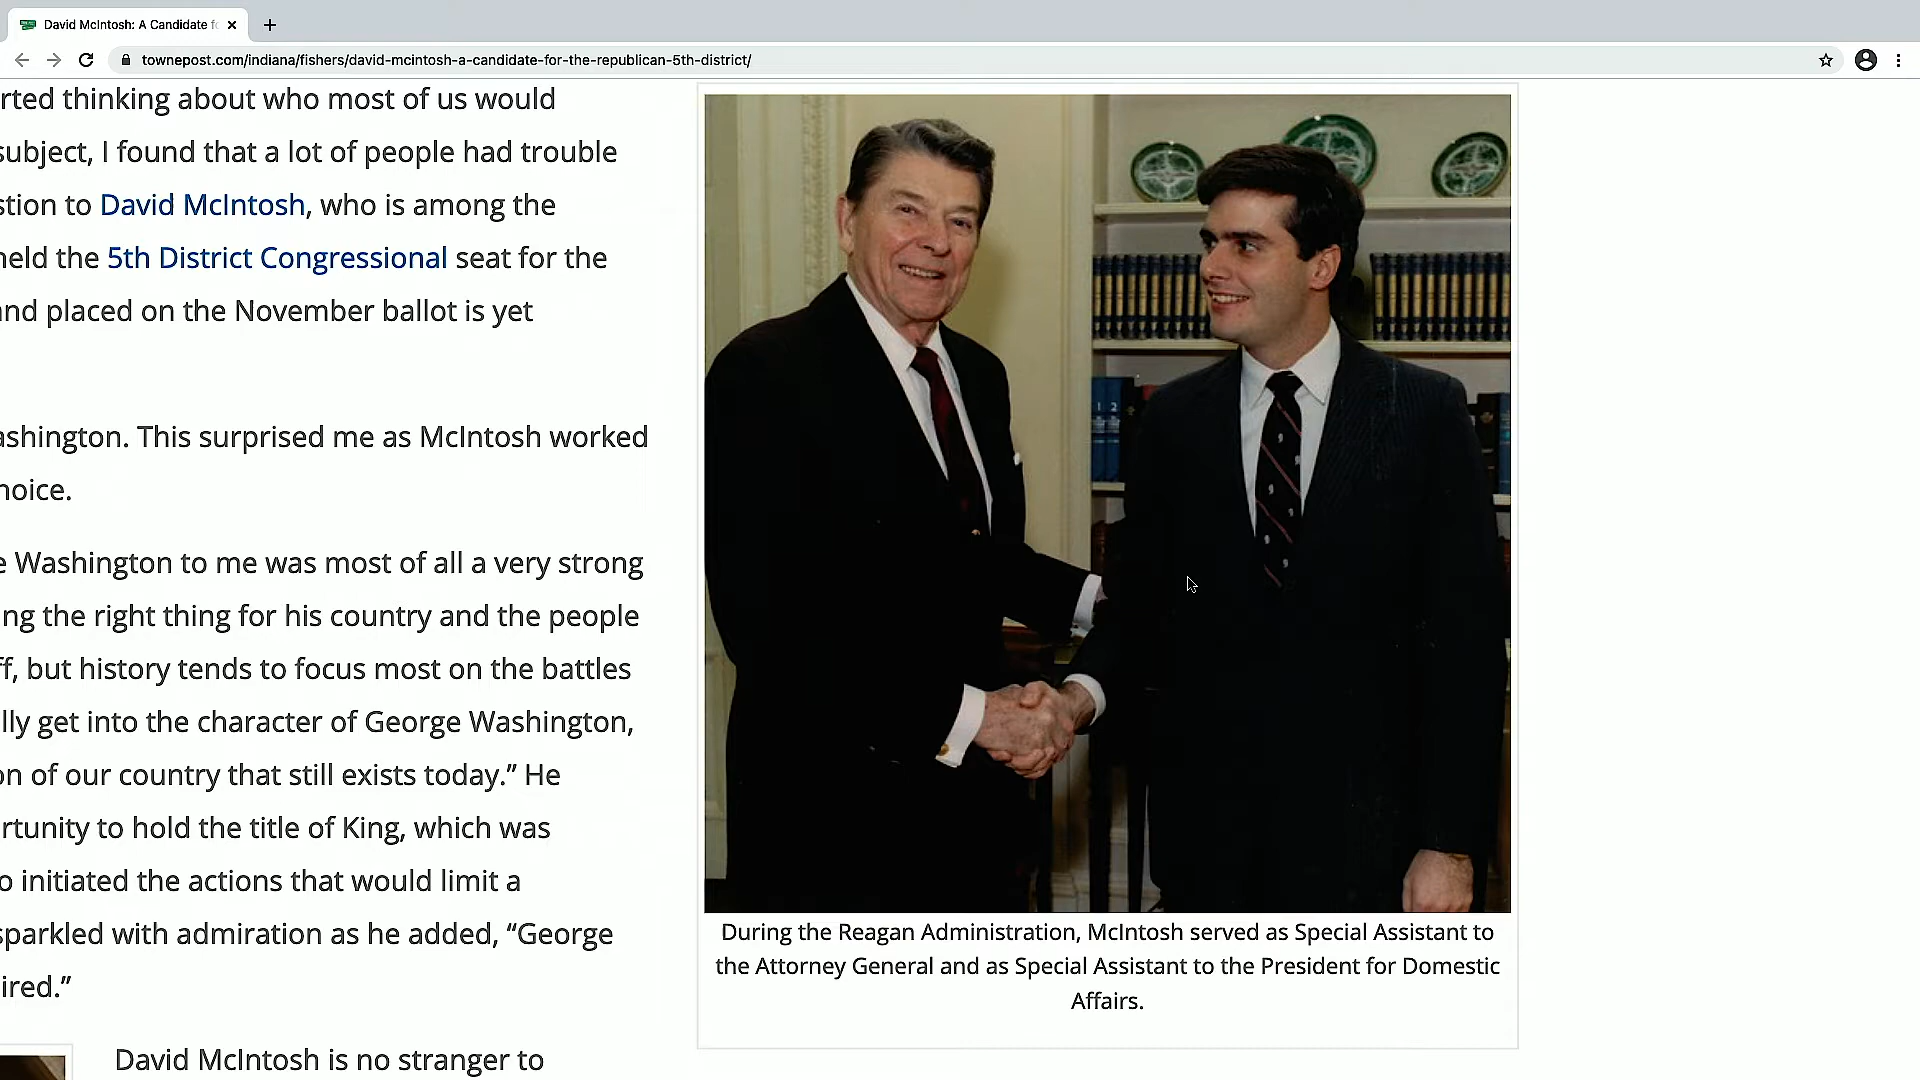 David McIntosh: A Candidate fo
townepost.com/indiana/fishers/david-mcintosh-a-candidate-for-the-republican-5th-district/
rted thinking about who most of us would
subject, I found that a lot of people had trouble
stion to David McIntosh, who is among the
held the 5th District Congressional seat for the
and placed on the November ballot is yet
ashington. This surprised me as McIntosh worked
hoice.
e Washington to me was most of all a very strong
ng the right thing for his country and the people
ff, but history tends to focus most on the battles
lly get into the character of George Washington,
on of our country that still exists today.” He
rtunity to hold the title of King, which was
o initiated the actions that would limit a
sparkled with admiration as he added, “George
ired.”
David McIntosh is no stranger to
1 2
During the Reagan Administration, McIntosh served as Special Assistant to
the Attorney General and as Special Assistant to the President for Domestic
Affairs.